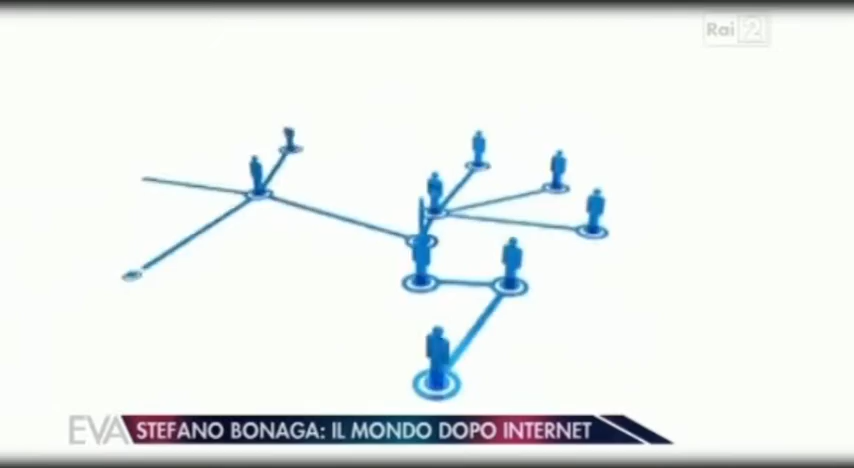 Rai 2
EVA STEFANO BONAGA: IL MONDO DOPO INTERNET